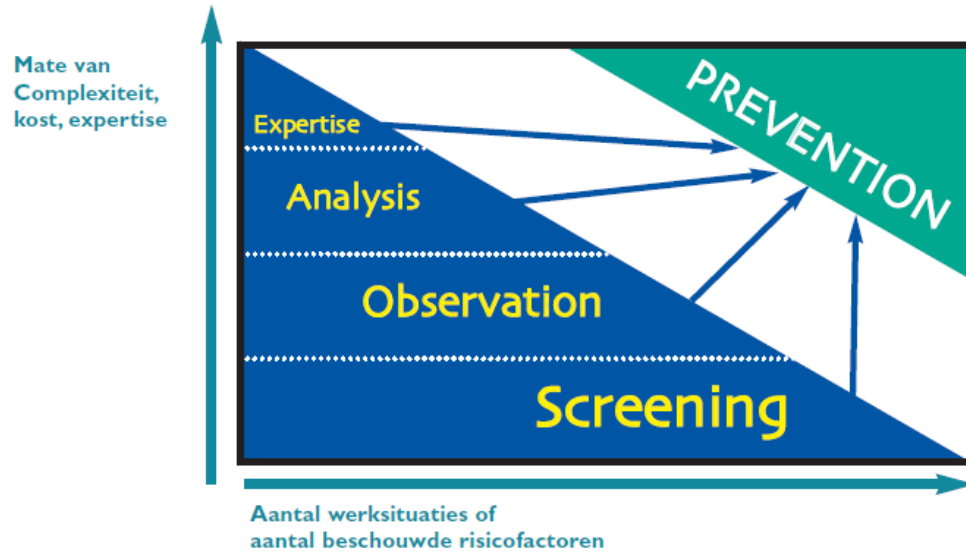 Mate van
Complexiteit,
kost, expertise
Expertise
Analysis
Observation
Screening
PREVENTION
Aantal werksituaties of
aantal beschouwde risicofactoren